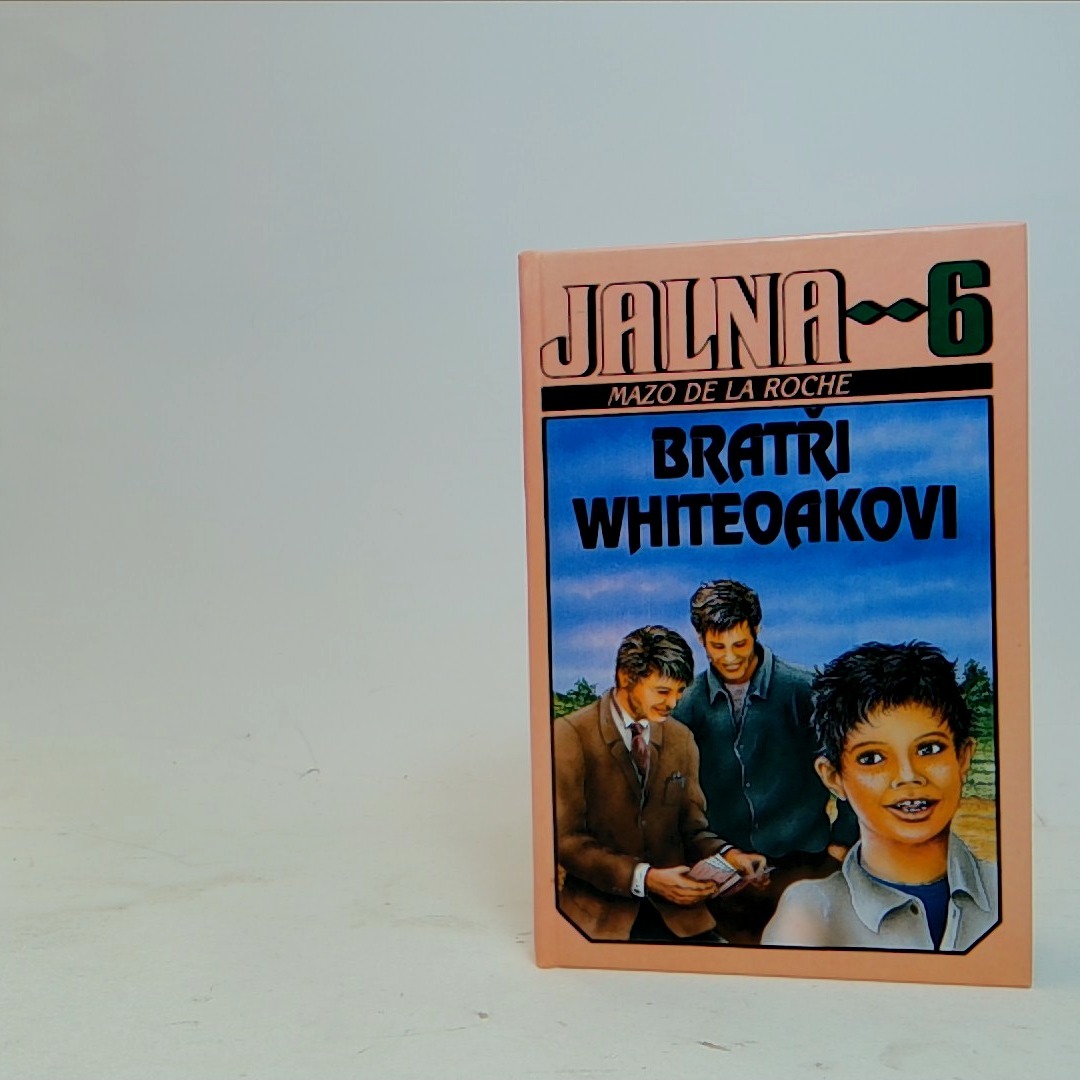 JALNA 6
MAZO DE LA ROCHE
BRATŘI
WHITEOAKOVI